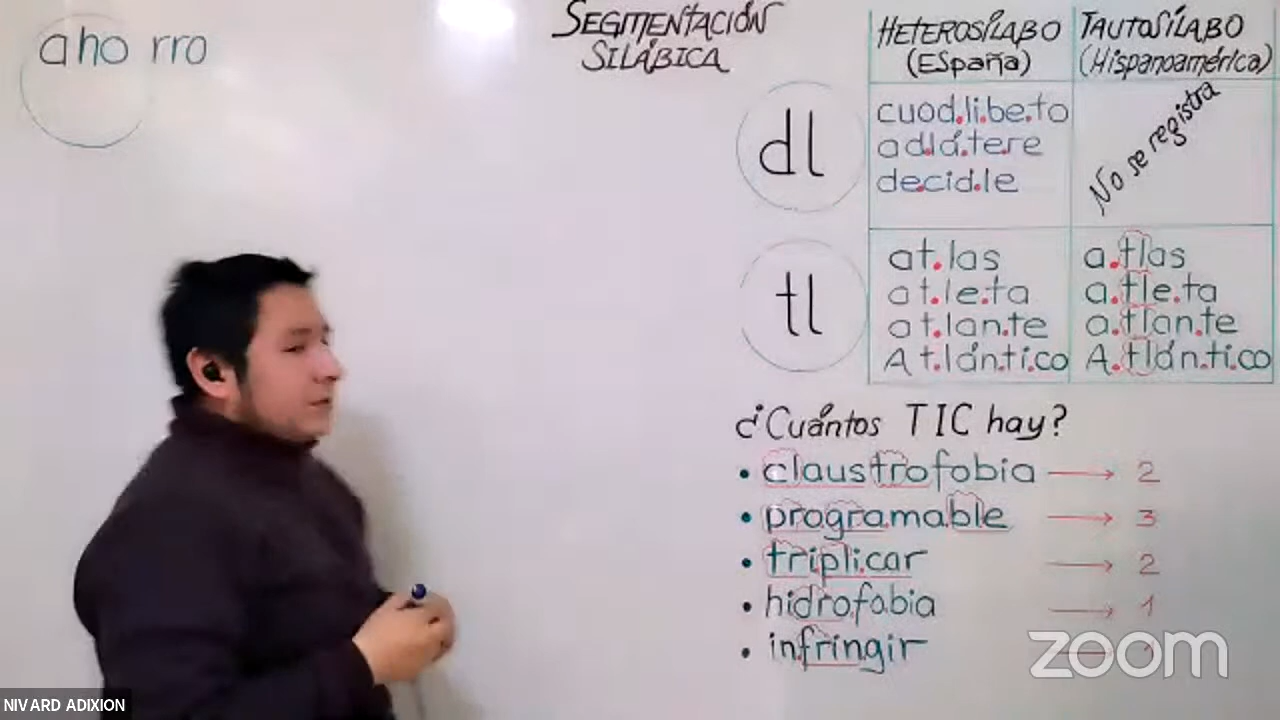 aho rro
SEGMENTACIÓN
SILÁBICA
HETEROSÍLABO
(España)
TAUTOSÍLABO
(Hispanoamérica)
dl
cuod.li.be.to
ad.lá.te.re
de.cid.le
No se registra
tl
at.las
at.le.ta
at.lan.te
At.lán.ti.co
a.tlas
a.tle.ta
a.tlan.te
A.tlán.ti.co
¿Cuántos TIC hay?
• claustrofobia → 2
• programable → 3
• triplicar → 2
• hidrofobia → 1
• infringir →
zoom
NIVARD ADIXION